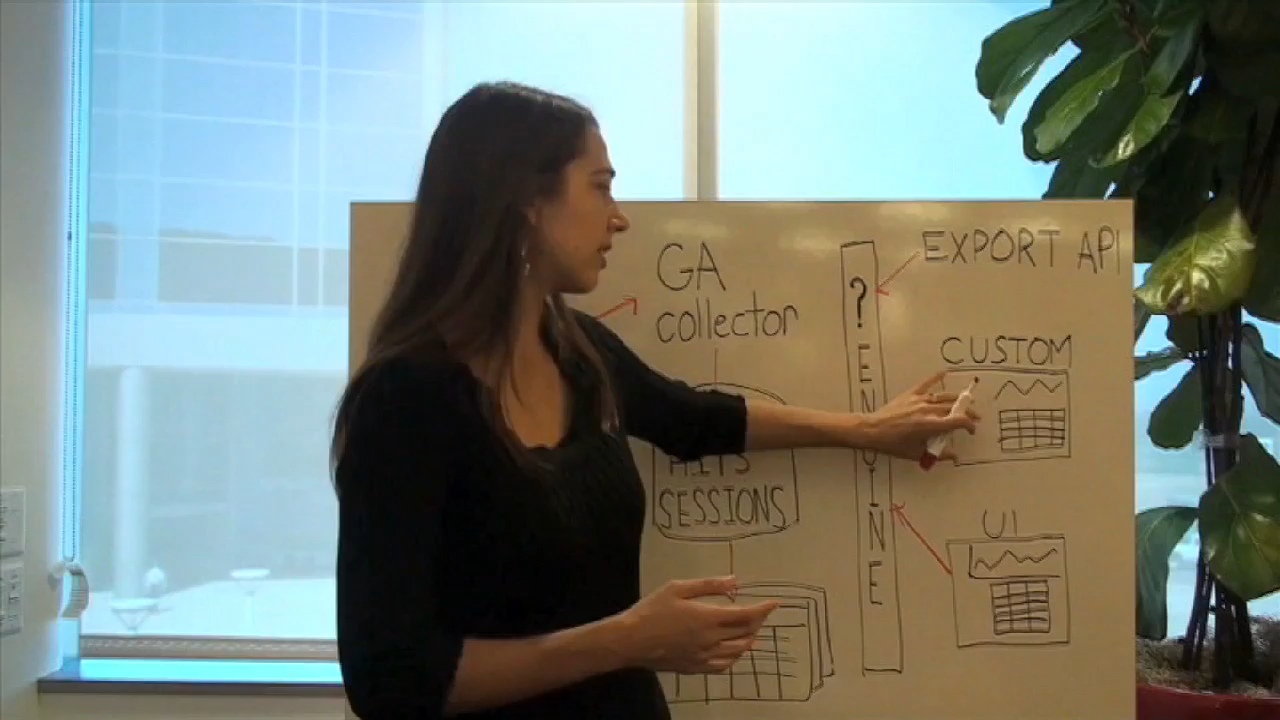 GA
collector
HITS
SESSIONS
? ENGINE
EXPORT API
CUSTOM
UI